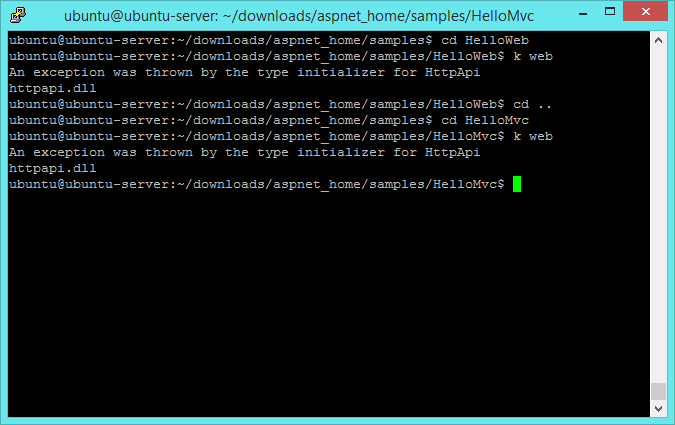 ubuntu@ubuntu-server: ~/downloads/aspnet_home/samples/HelloMvc
ubuntu@ubuntu-server:~/downloads/aspnet_home/samples$ cd HelloWeb
ubuntu@ubuntu-server:~/downloads/aspnet_home/samples/HelloWeb$ k web
An exception was thrown by the type initializer for HttpApi
httpapi.dll
ubuntu@ubuntu-server:~/downloads/aspnet_home/samples/HelloWeb$ cd ..
ubuntu@ubuntu-server:~/downloads/aspnet_home/samples$ cd HelloMvc
ubuntu@ubuntu-server:~/downloads/aspnet_home/samples/HelloMvc$ k web
An exception was thrown by the type initializer for HttpApi
httpapi.dll
ubuntu@ubuntu-server:~/downloads/aspnet_home/samples/HelloMvc$